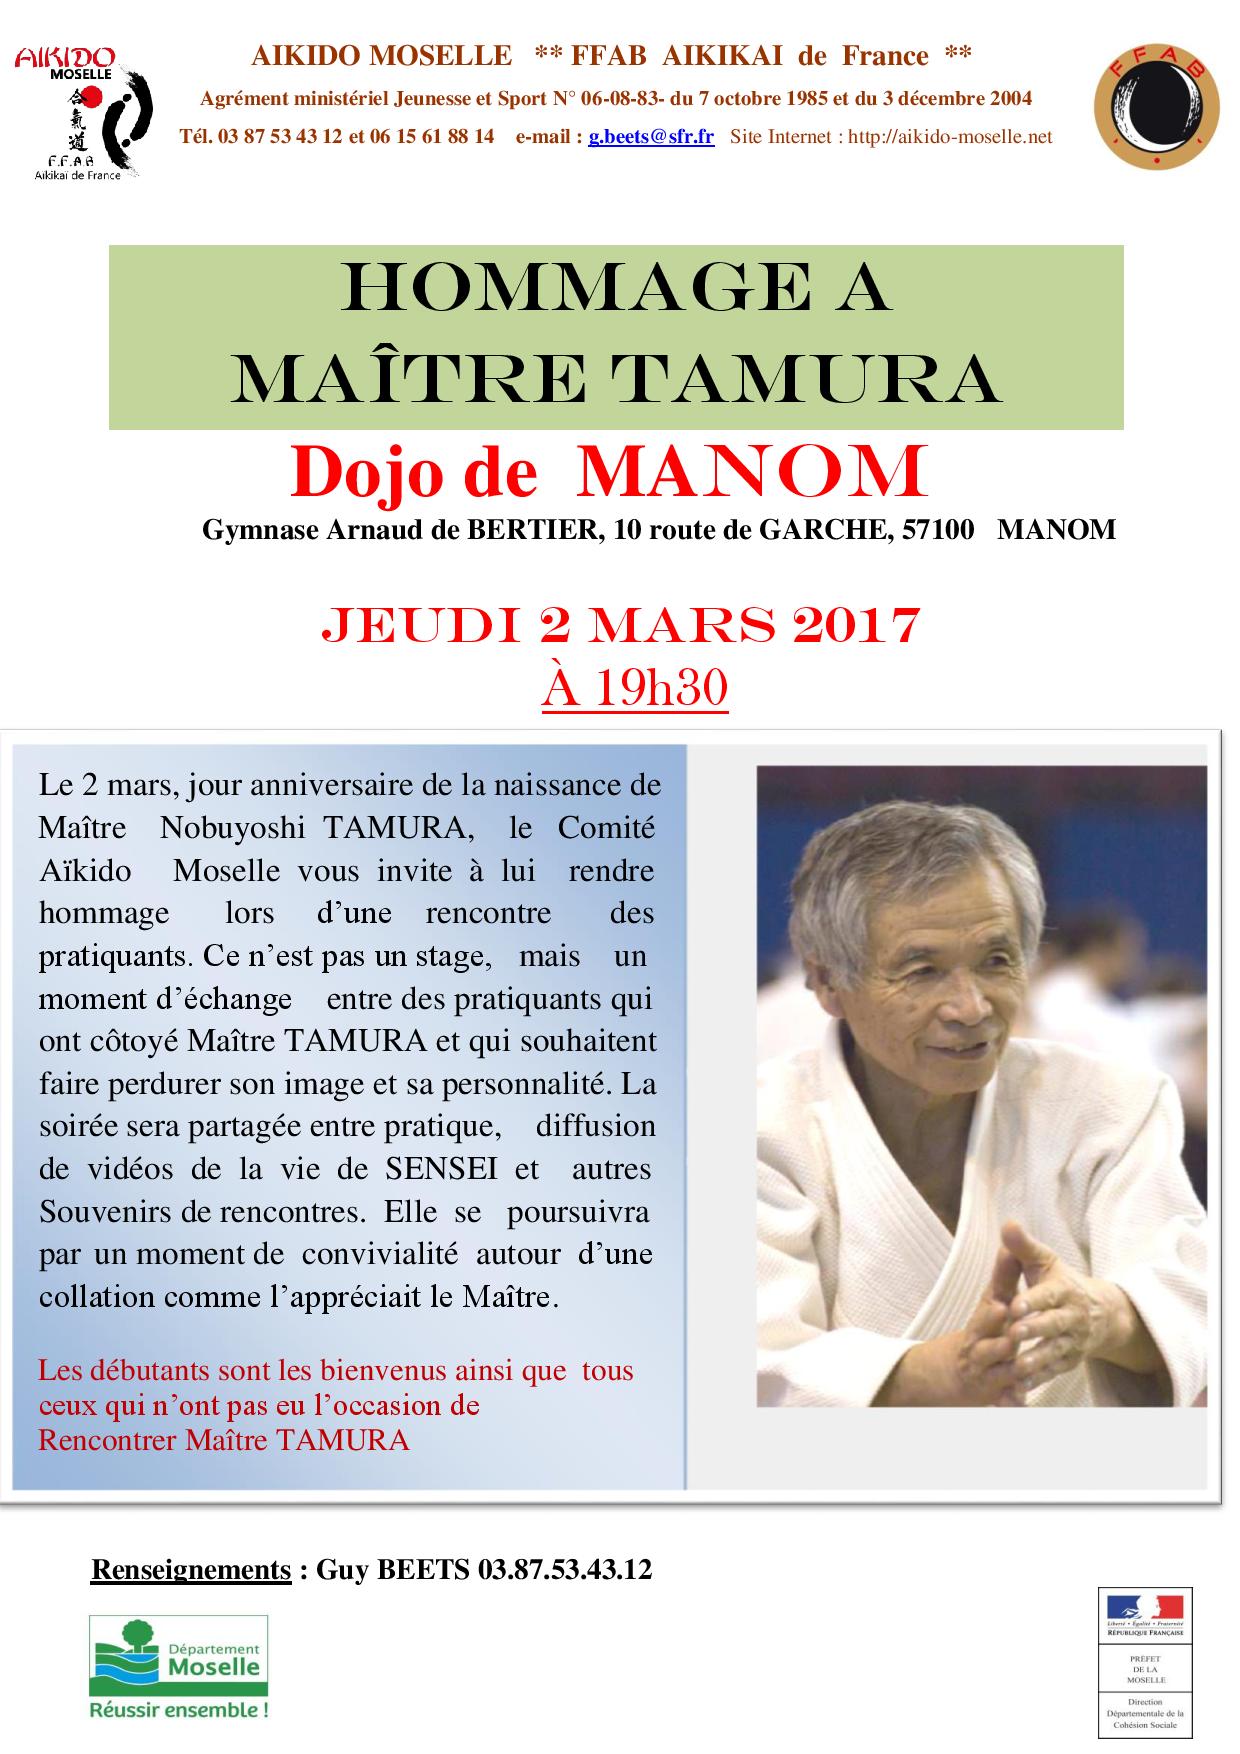 AIKIDO MOSELLE ** FFAB AIKIKAI de France **
Agrément ministériel Jeunesse et Sport N° 06-08-83- du 7 octobre 1985 et du 3 décembre 2004
Tél. 03 87 53 43 12 et 06 15 61 88 14 e-mail : g.beets@sfr.fr Site Internet : http://aikido-moselle.net
AIKIDO
MOSELLE
合
氣
道
F.F.A.B
Aikikaï de France
FFAB
HOMMAGE A
MAÎTRE TAMURA
Dojo de MANOM
Gymnase Arnaud de BERTIER, 10 route de GARCHE, 57100 MANOM
JEUDI 2 MARS 2017
À 19h30
Le 2 mars, jour anniversaire de la naissance de
Maître Nobuyoshi TAMURA, le Comité
Aïkido Moselle vous invite à lui rendre
hommage lors d’une rencontre des
pratiquants. Ce n’est pas un stage, mais un
moment d’échange entre des pratiquants qui
ont côtoyé Maître TAMURA et qui souhaitent
faire perdurer son image et sa personnalité. La
soirée sera partagée entre pratique, diffusion
de vidéos de la vie de SENSEI et autres
Souvenirs de rencontres. Elle se poursuivra
par un moment de convivialité autour d’une
collation comme l’appréciait le Maître.
Les débutants sont les bienvenus ainsi que tous
ceux qui n’ont pas eu l’occasion de
Rencontrer Maître TAMURA
Renseignements : Guy BEETS 03.87.53.43.12
Département
Moselle
Réussir ensemble !
Liberté • Égalité • Fraternité
RÉPUBLIQUE FRANÇAISE
PRÉFET
DE LA
MOSELLE
Direction
Départementale de la
Cohésion Sociale